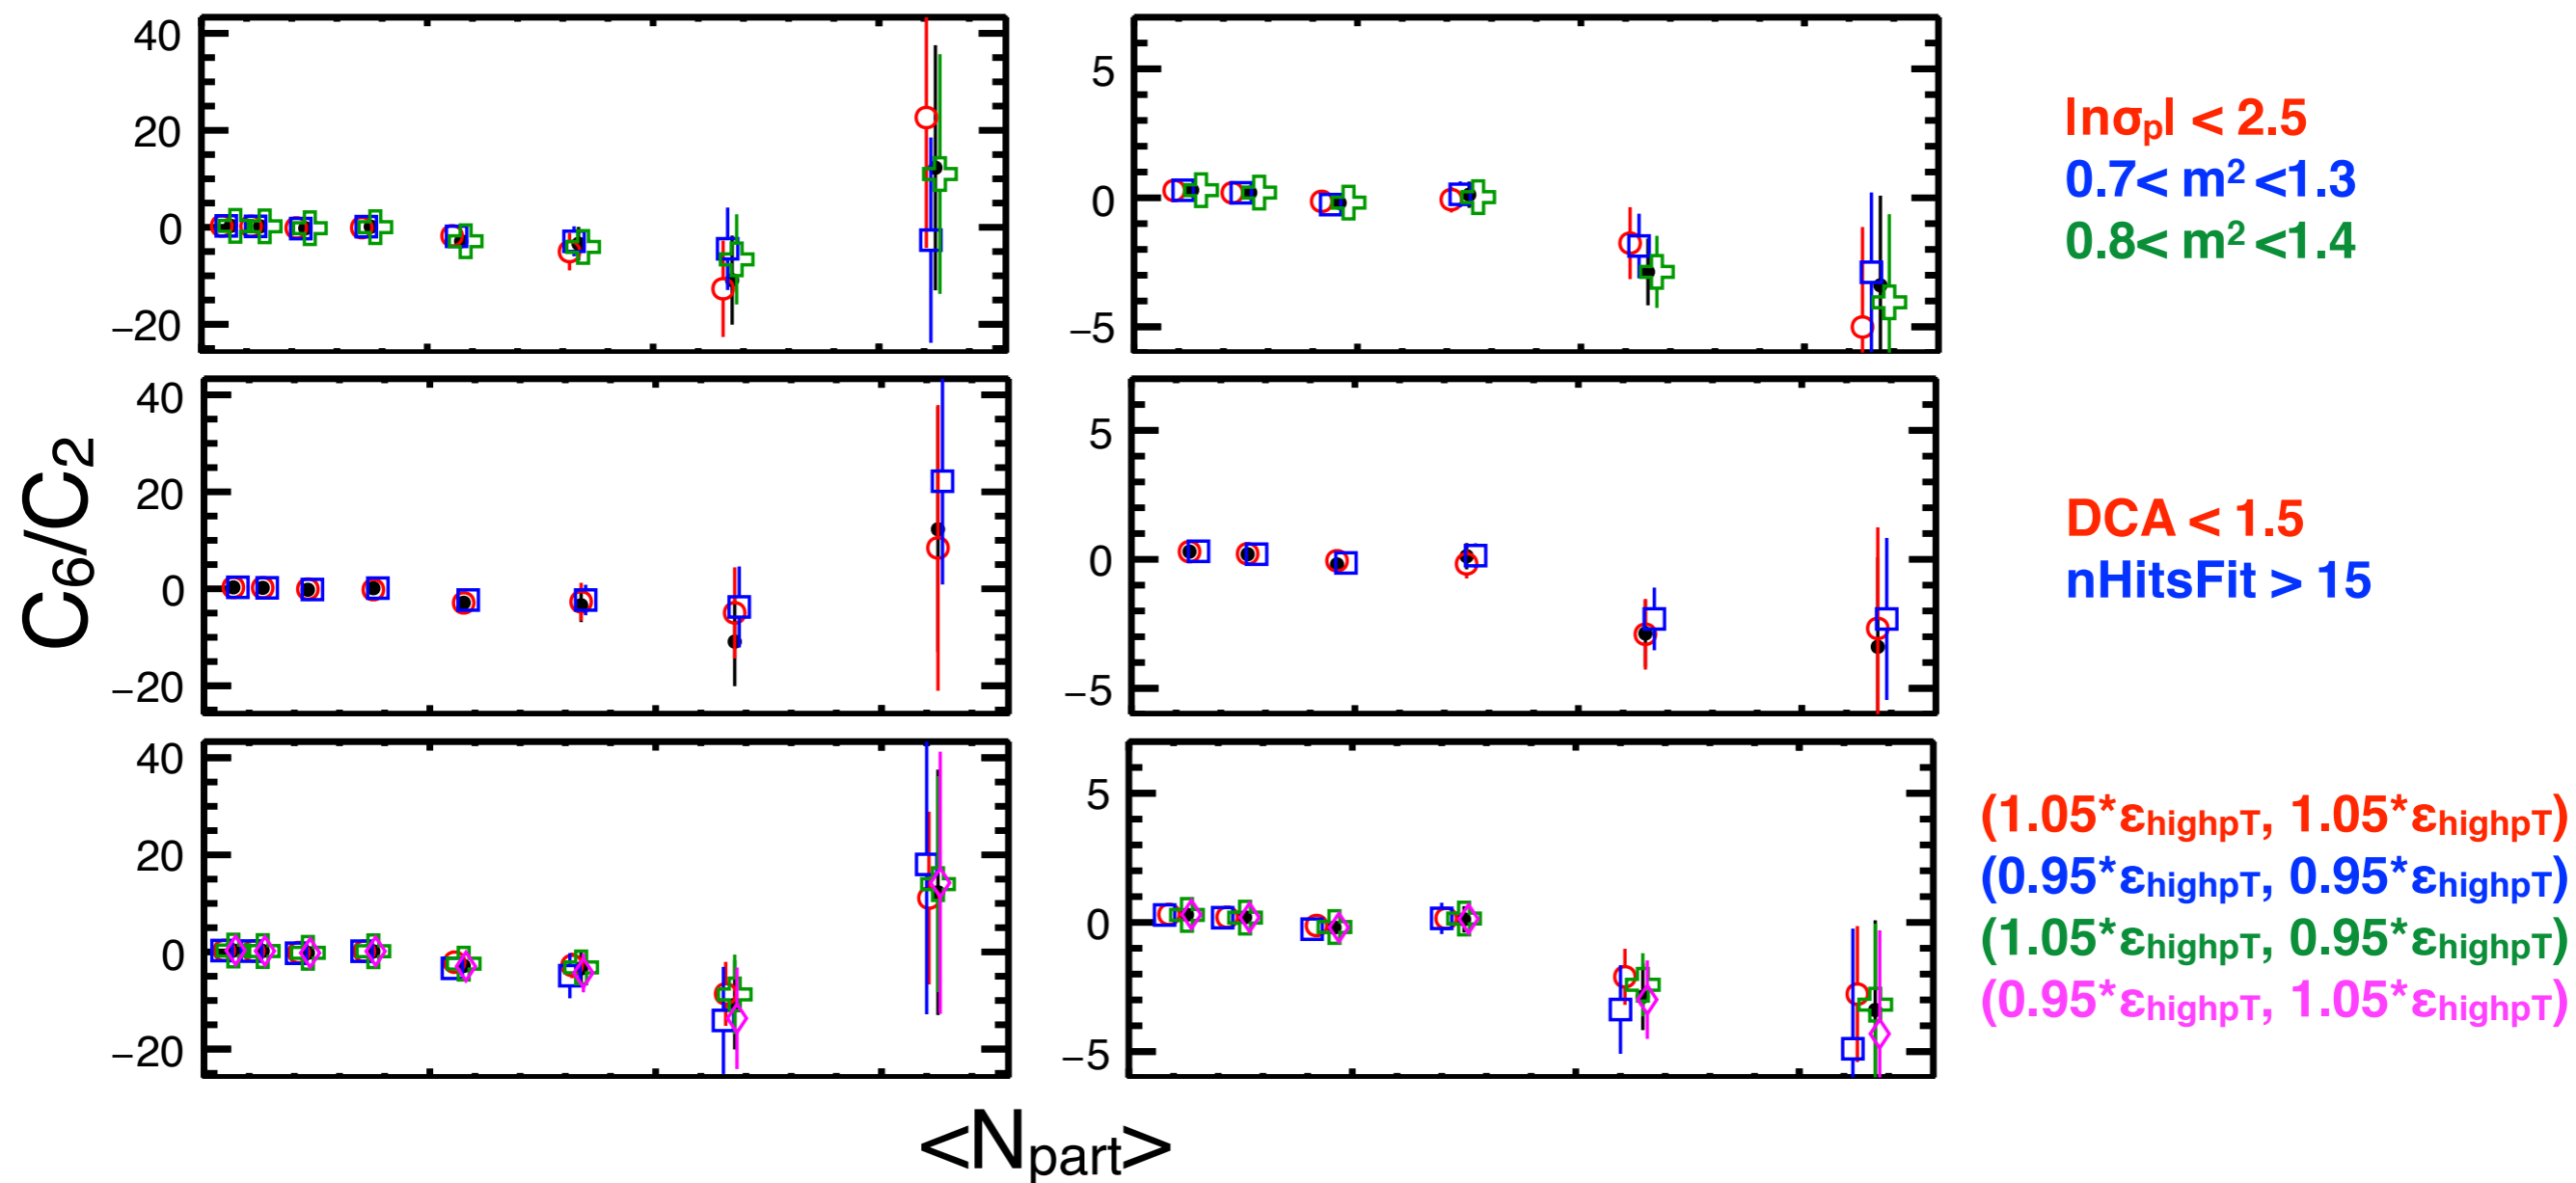 40
20
0
−20
5
0
−5
|nσp| < 2.5
0.7< m² <1.3
0.8< m² <1.4
C6/C2
40
20
0
−20
5
0
−5
DCA < 1.5
nHitsFit > 15
40
20
0
−20
5
0
−5
(1.05*εhighpT, 1.05*εhighpT)
(0.95*εhighpT, 0.95*εhighpT)
(1.05*εhighpT, 0.95*εhighpT)
(0.95*εhighpT, 1.05*εhighpT)
<Npart>